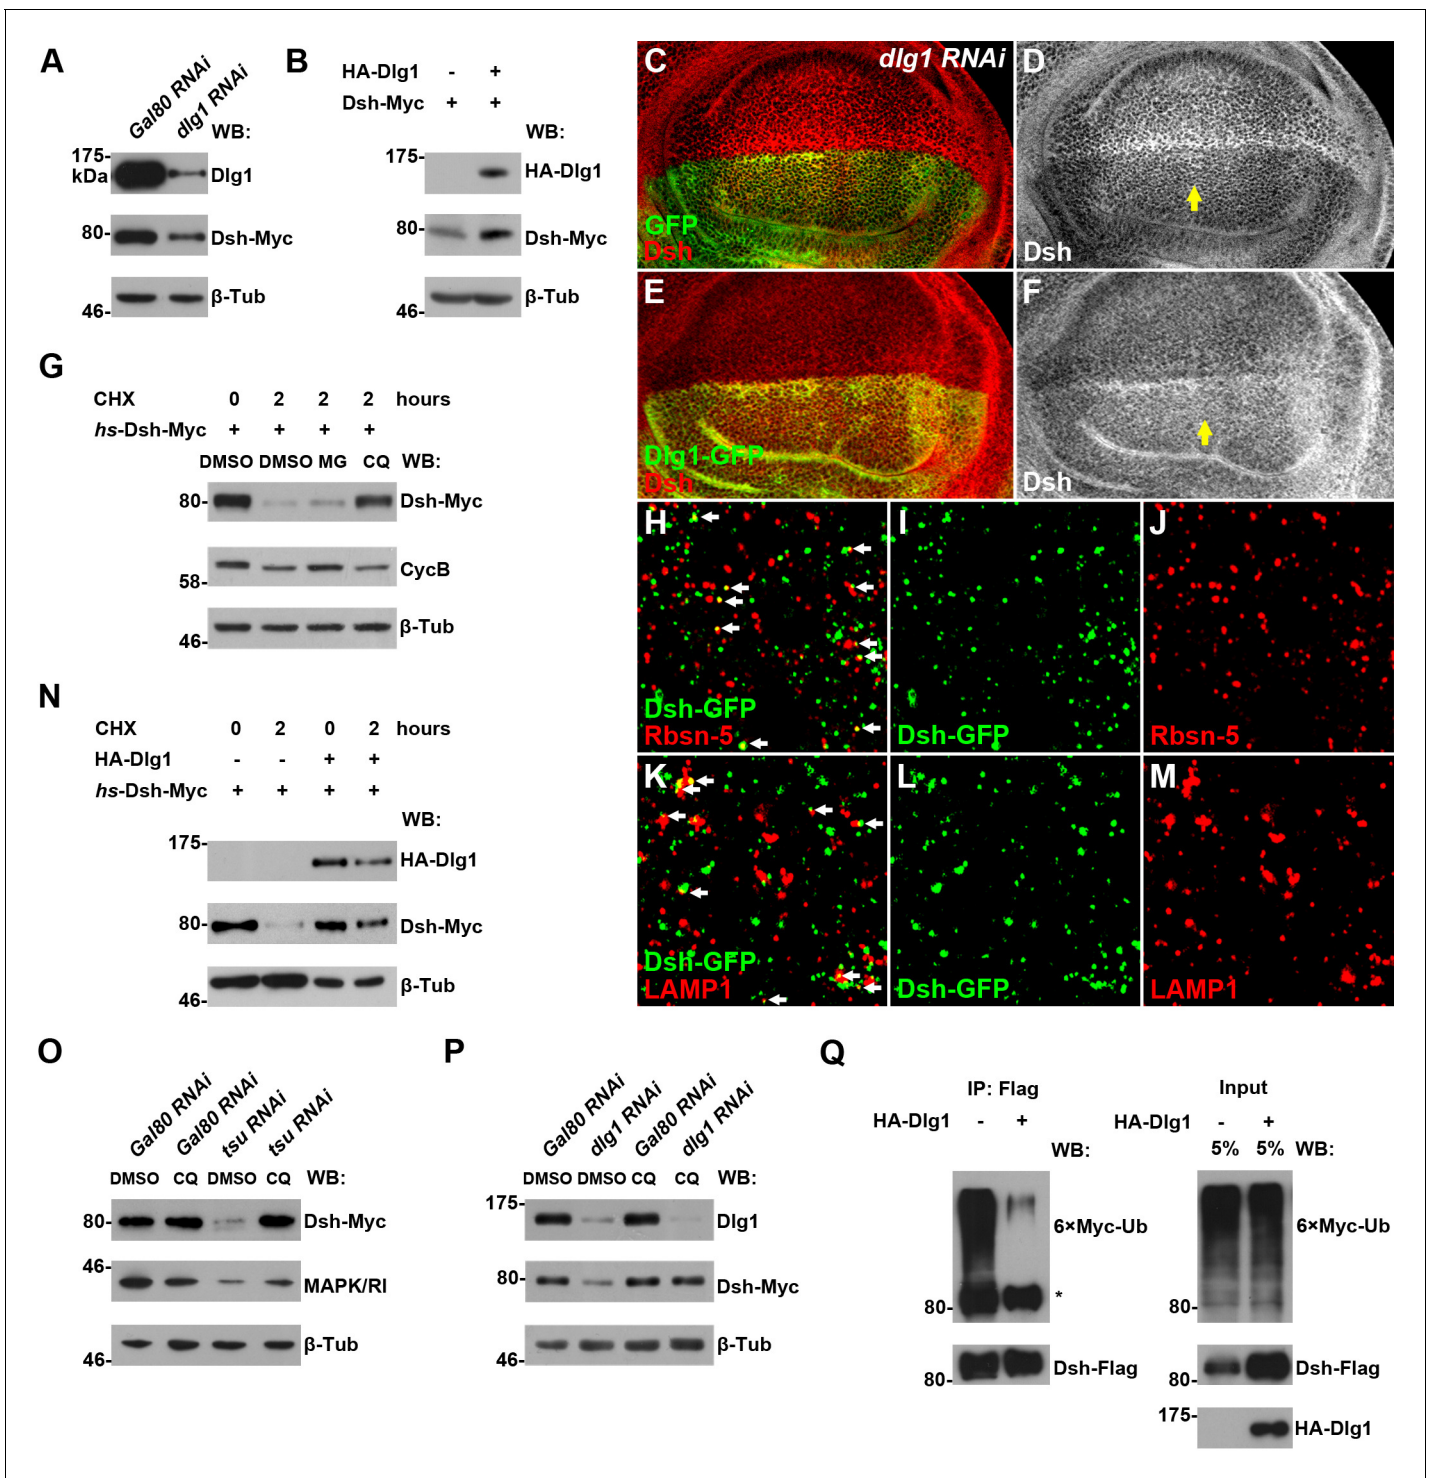 A
Gal80 RNAi
dlg1 RNAi
WB:
175-
kDa
Dlg1
80-
Dsh-Myc
β-Tub
46-
B
HA-Dlg1 - +
Dsh-Myc + +
WB:
175-
HA-Dlg1
80-
Dsh-Myc
β-Tub
46-
C
dlg1 RNAi
GFP
Dsh
D
Dsh
E
Dlg1-GFP
Dsh
F
Dsh
G
CHX 0 2 2 2 hours
hs-Dsh-Myc + + + +
DMSO DMSO MG CQ WB:
80-
Dsh-Myc
CycB
58-
β-Tub
46-
H
Dsh-GFP
Rbsn-5
I
Dsh-GFP
J
Rbsn-5
K
Dsh-GFP
LAMP1
L
Dsh-GFP
M
LAMP1
N
CHX 0 2 0 2 hours
HA-Dlg1 - - + +
hs-Dsh-Myc + + + +
WB:
175-
HA-Dlg1
80-
Dsh-Myc
β-Tub
46-
O
Gal80 RNAi
Gal80 RNAi
tsu RNAi
tsu RNAi
DMSO CQ DMSO CQ WB:
80-
Dsh-Myc
46-
MAPK/RI
β-Tub
46-
P
Gal80 RNAi
dlg1 RNAi
Gal80 RNAi
dlg1 RNAi
DMSO DMSO CQ CQ WB:
175-
Dlg1
80-
Dsh-Myc
β-Tub
46-
Q
IP: Flag
HA-Dlg1 - +
WB:
6×Myc-Ub
80-
*
Dsh-Flag
80-
Input
HA-Dlg1 - +
5% 5% WB:
6×Myc-Ub
80-
Dsh-Flag
80-
175-
HA-Dlg1